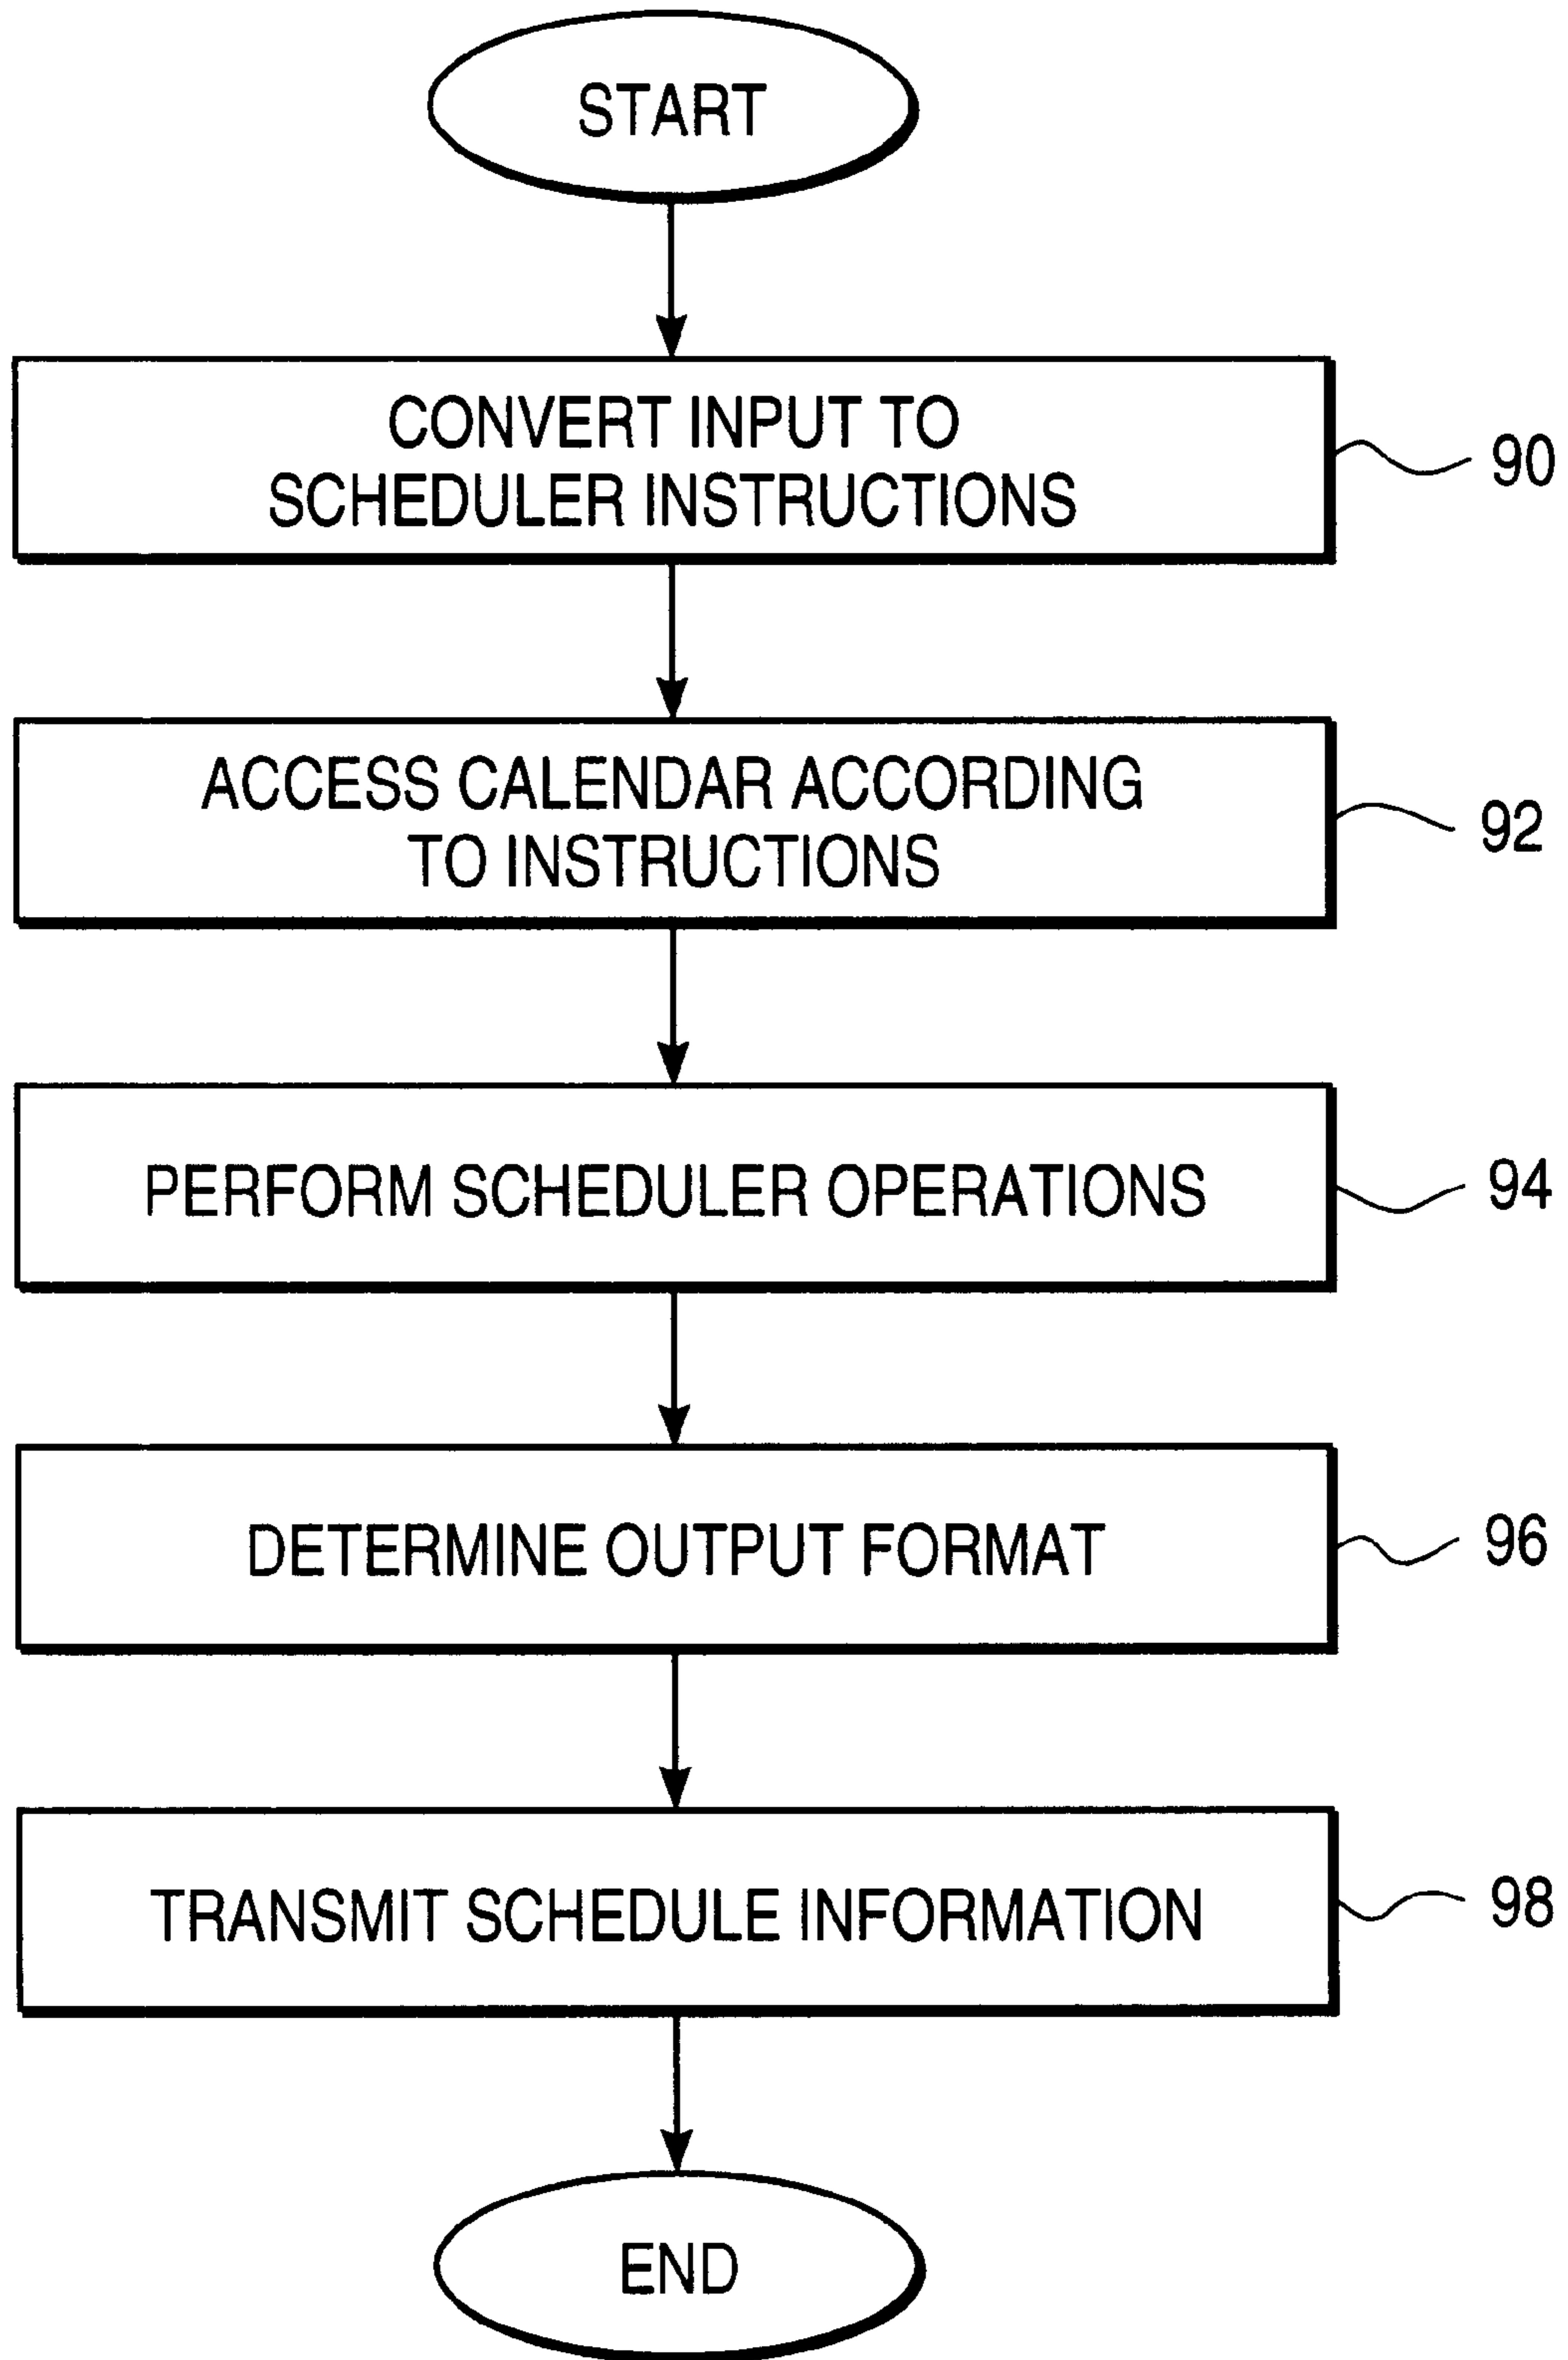 START
CONVERT INPUT TO
SCHEDULER INSTRUCTIONS
90
ACCESS CALENDAR ACCORDING
TO INSTRUCTIONS
92
PERFORM SCHEDULER OPERATIONS
94
DETERMINE OUTPUT FORMAT
96
TRANSMIT SCHEDULE INFORMATION
98
END